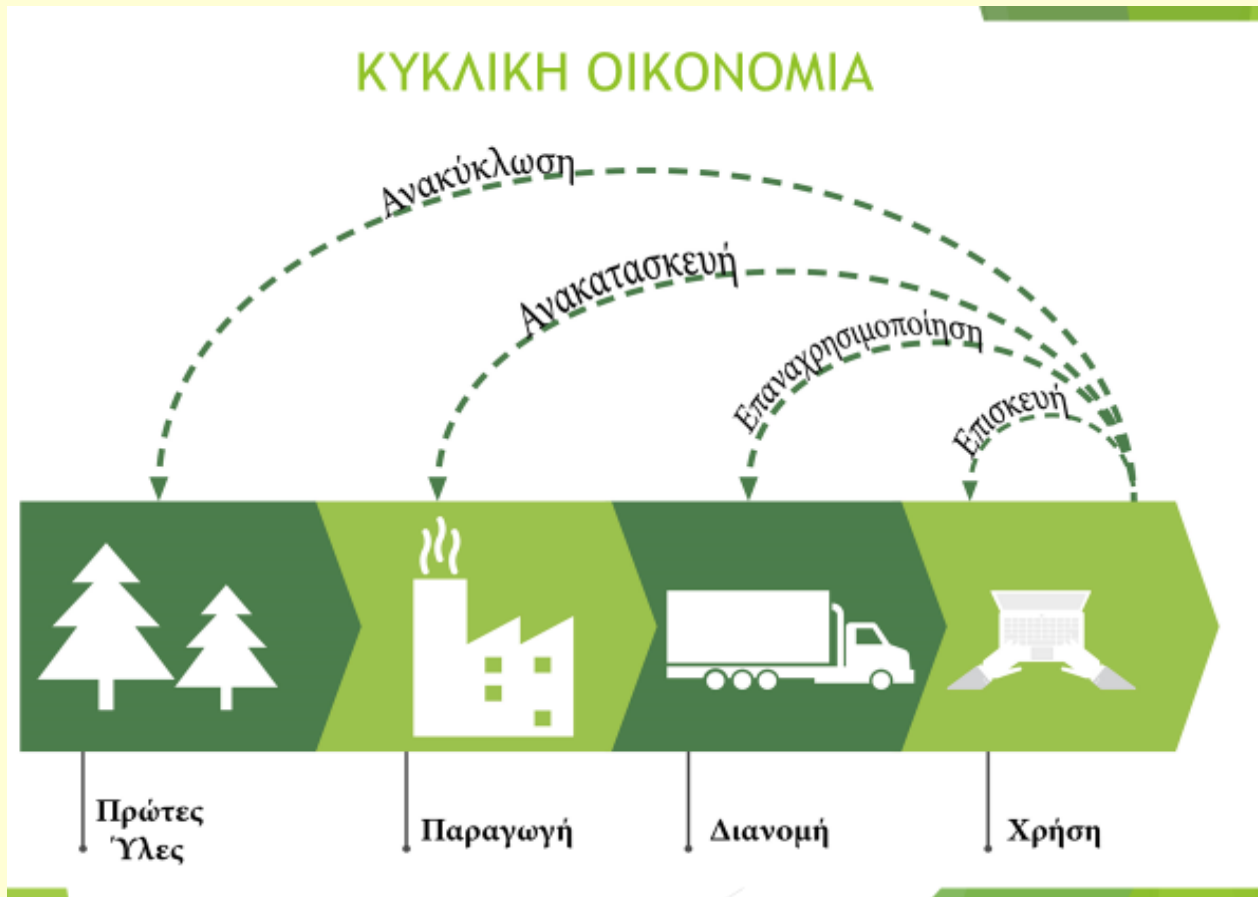 ΚΥΚΛΙΚΗ ΟΙΚΟΝΟΜΙΑ
Ανακύκλωση
Ανακατασκευή
Επαναχρησιμοποίηση
Επισκευή
Πρώτες
Ύλες
Παραγωγή
Διανομή
Χρήση